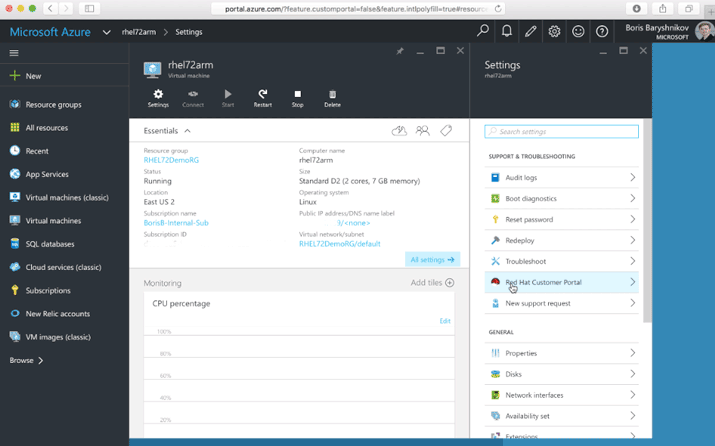 portal.azure.com/?feature.customportal=false&feature.intlpolyfill=true#resourc
Microsoft Azure
rhel72arm
Settings
Boris Baryshnikov
MICROSOFT
New
Resource groups
All resources
Recent
App Services
Virtual machines (classic)
Virtual machines
SQL databases
Cloud services (classic)
Subscriptions
New Relic accounts
VM images (classic)
Browse
rhel72arm
Virtual machine
Settings
Connect
Start
Restart
Stop
Delete
Essentials
Resource group
RHEL72DemoRG
Status
Running
Location
East US 2
Subscription name
BorisB-Internal-Sub
Subscription ID
Computer name
rhel72arm
Size
Standard D2 (2 cores, 7 GB memory)
Operating system
Linux
Public IP address/DNS name label
/<none>
Virtual network/subnet
RHEL72DemoRG/default
All settings
Monitoring
Add tiles
CPU percentage
Edit
100%
80%
60%
40%
20%
Settings
rhel72arm
Search settings
SUPPORT & TROUBLESHOOTING
Audit logs
Boot diagnostics
Reset password
Redeploy
Troubleshoot
Red Hat Customer Portal
New support request
GENERAL
Properties
Disks
Network interfaces
Availability set
Extensions